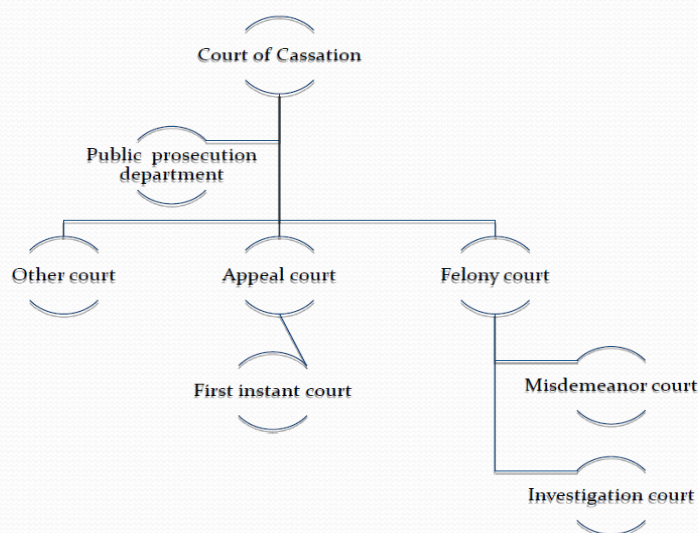 Court of Cassation
Public prosecution
department
Other court
Appeal court
Felony court
First instant court
Misdemeanor court
Investigation court